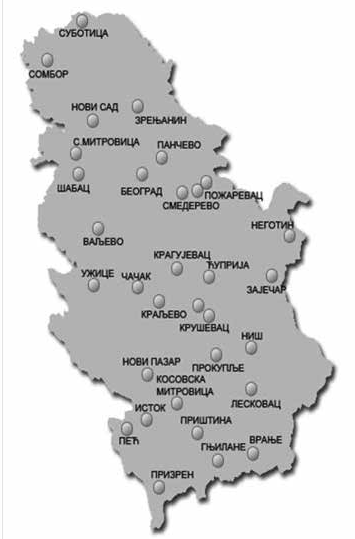 СУБОТИЦА
СОМБОР
НОВИ САД
ЗРЕЊАНИН
С.МИТРОВИЦА
ПАНЧЕВО
ШАБАЦ
БЕОГРАД
ПОЖАРЕВАЦ
СМЕДЕРЕВО
НЕГОТИН
ВАЉЕВО
КРАГУЈЕВАЦ
ЋУПРИЈА
УЖИЦЕ
ЧАЧАК
ЗАЈЕЧАР
КРАЉЕВО
КРУШЕВАЦ
НИШ
НОВИ ПАЗАР
ПРОКУПЉЕ
КОСОВСКА
МИТРОВИЦА
ЛЕСКОВАЦ
ИСТОК
ПРИШТИНА
ПЕЋ
ГЊИЛАНЕ
ВРАЊЕ
ПРИЗРЕН